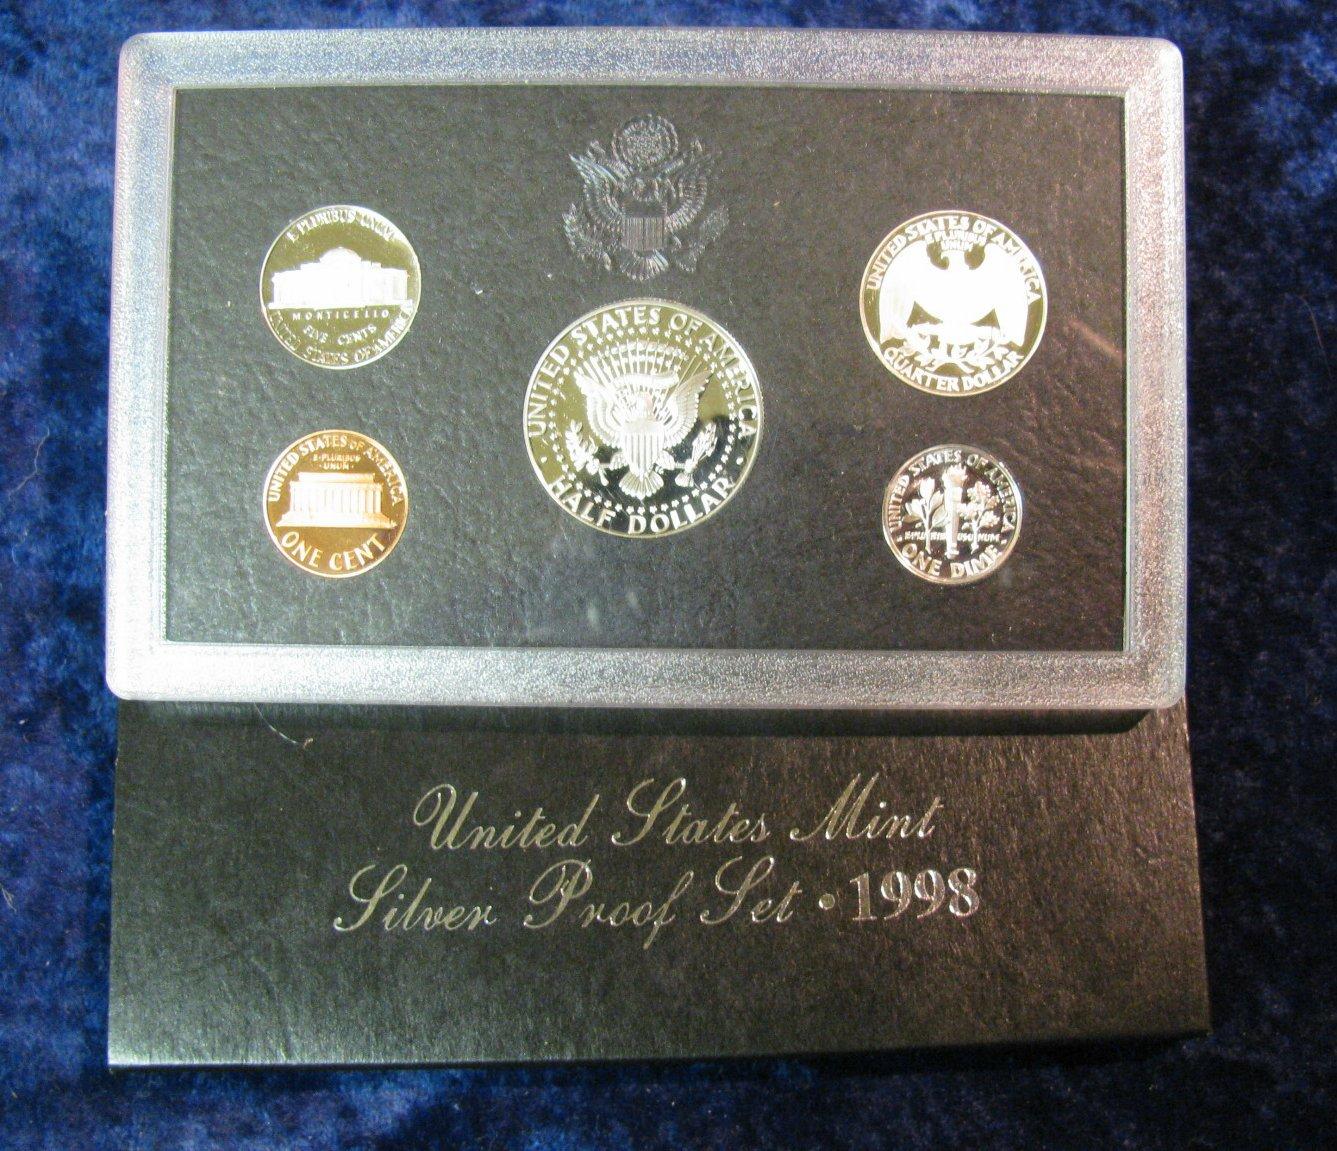 E PLURIBUS UNUM
MONTICELLO
FIVE CENTS
UNITED STATES OF AMERICA
UNITED STATES OF AMERICA
E PLURIBUS
UNUM
QUARTER DOLLAR
UNITED STATES OF AMERICA
HALF DOLLAR
UNITED STATES OF AMERICA
E·PLURIBUS
·UNUM·
ONE CENT
UNITED STATES OF AMERICA
ONE DIME
United States Mint
Silver Proof Set • 1998